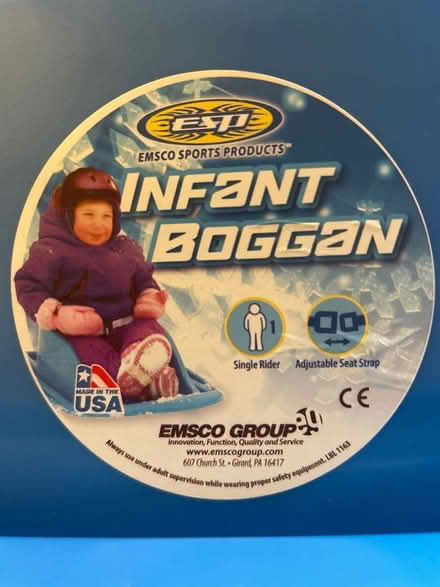 ESP
EMSCO SPORTS PRODUCTS™
INFANT
BOGGAN
1
Single Rider
Adjustable Seat Strap
MADE IN THE
USA
CE
EMSCO GROUP
Innovation, Function, Quality and Service
www.emscogroup.com
607 Church St. • Girard, PA 16417
Always use under adult supervision while wearing proper safety equipment. LBL 1163